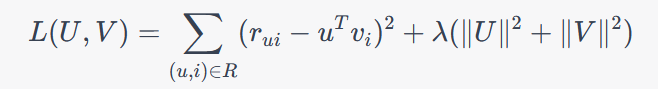 L(U, V) = ∑_{(u,i)∈R} (r_{ui} − u^T v_i)^2 + λ(‖U‖^2 + ‖V‖^2)